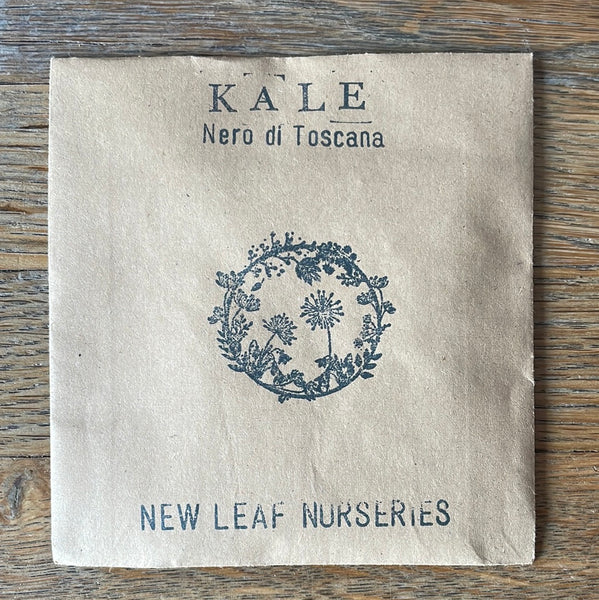 KALE
Nero di Toscana
NEW LEAF NURSERIES